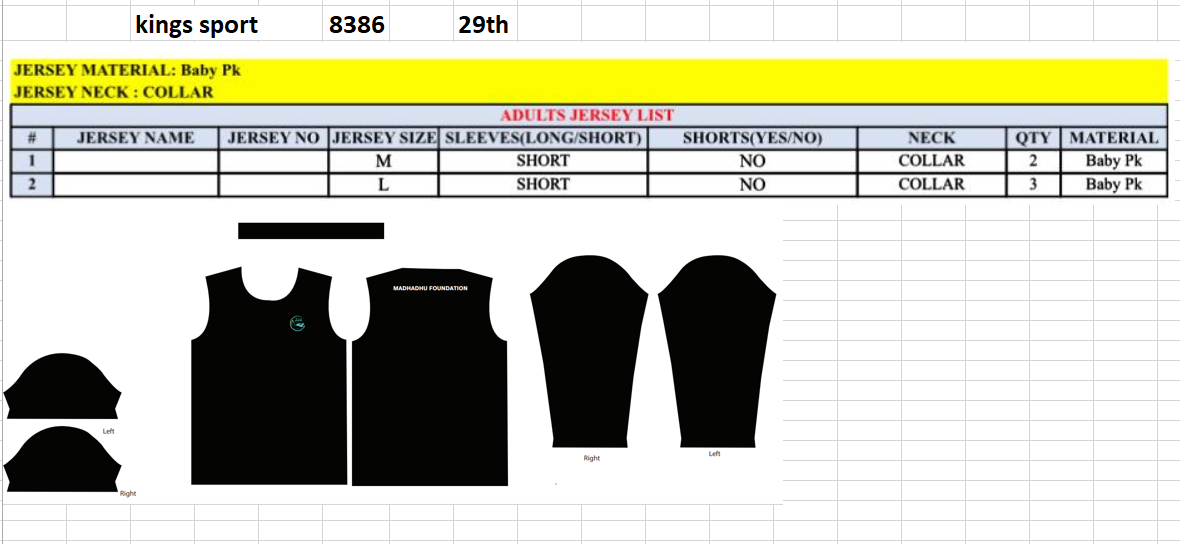 kings sport 8386 29th
JERSEY MATERIAL: Baby Pk
JERSEY NECK : COLLAR
ADULTS JERSEY LIST
# JERSEY NAME JERSEY NO JERSEY SIZE SLEEVES(LONG/SHORT) SHORTS(YES/NO) NECK QTY MATERIAL
1 M SHORT NO COLLAR 2 Baby Pk
2 L SHORT NO COLLAR 3 Baby Pk
MADHADHU FOUNDATION
Left
Right
Right
Left